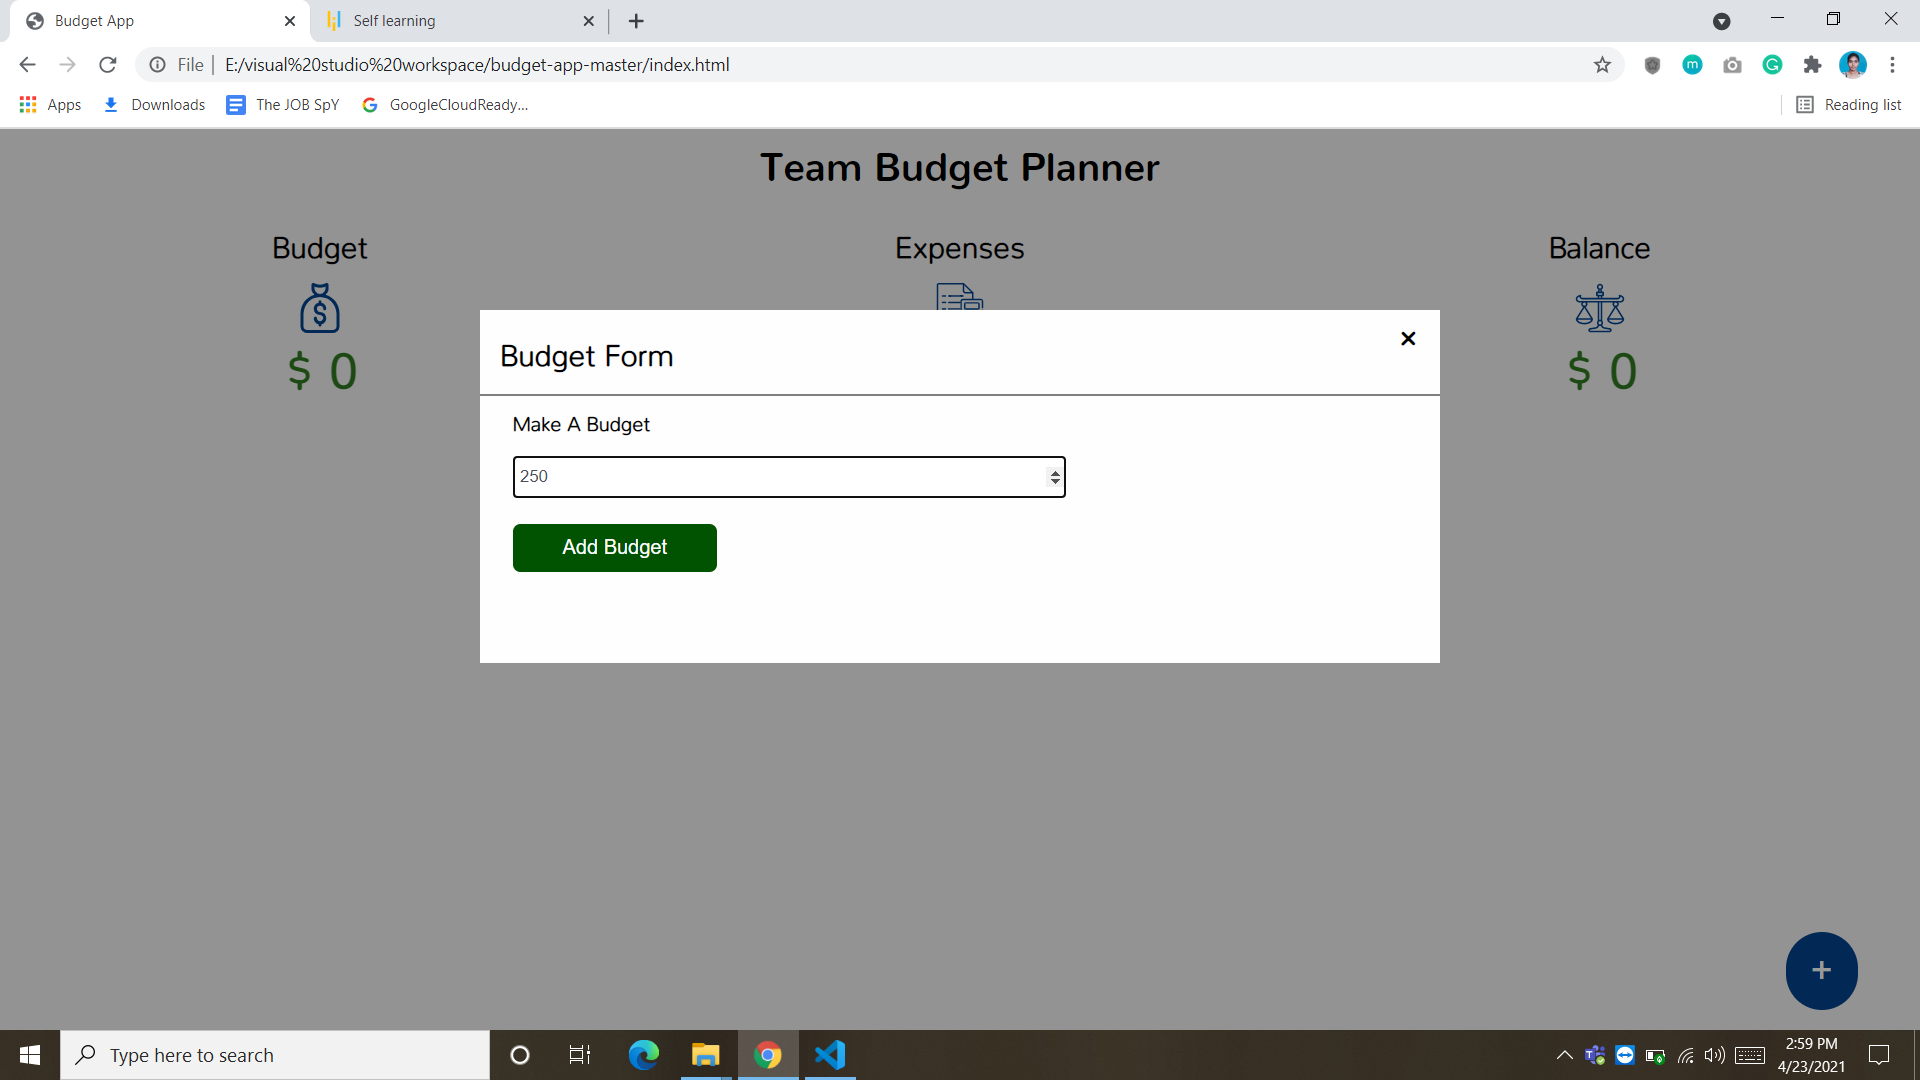 Budget App
Self learning
File
E:/visual%20studio%20workspace/budget-app-master/index.html
Apps
Downloads
The JOB SpY
GoogleCloudReady...
Reading list
Team Budget Planner
Budget
Expenses
Balance
$ 0
$ 0
Budget Form
Make A Budget
250
Add Budget
+
Type here to search
2:59 PM
4/23/2021